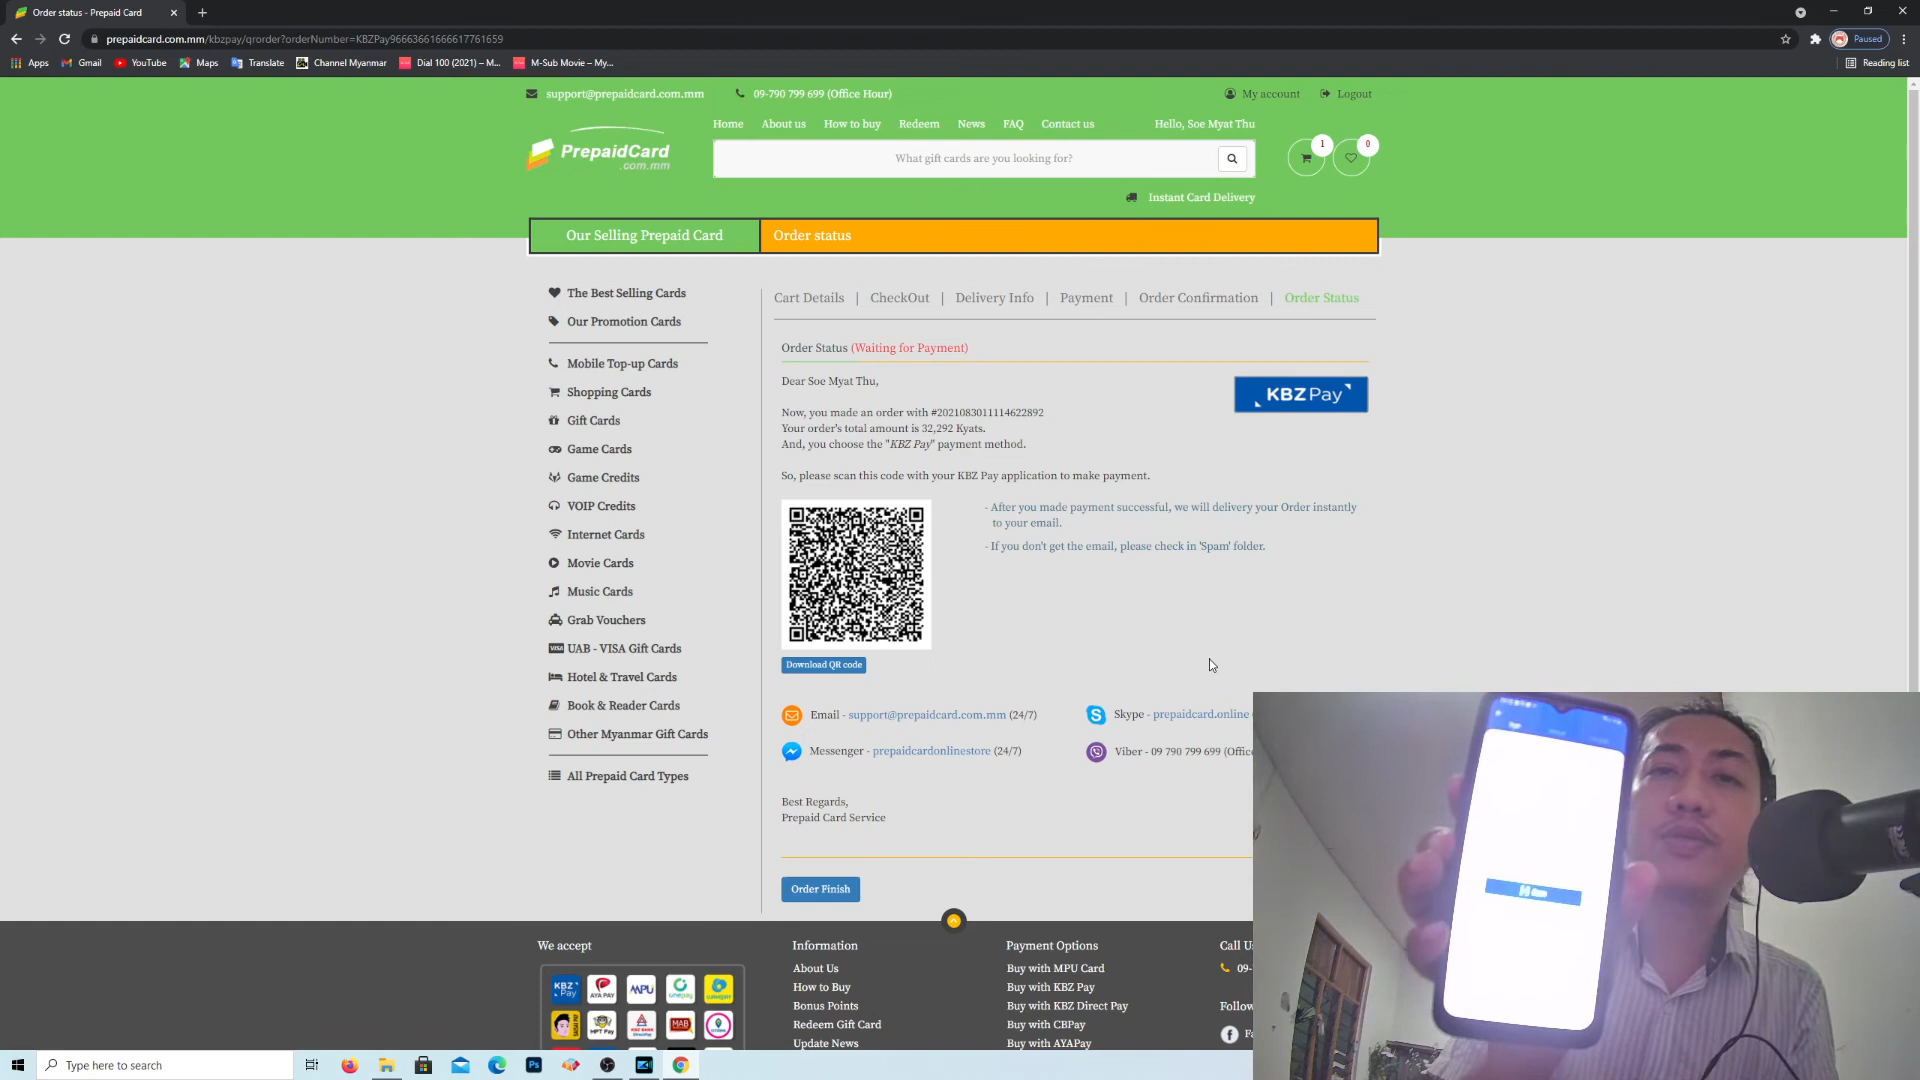 Order status - Prepaid Card
prepaidcard.com.mm/kbzpay/qrorder?orderNumber=KBZPay96663661666617761659
Paused
Apps
Gmail
YouTube
Maps
Translate
Channel Myanmar
Dial 100 (2021) – M...
M-Sub Movie – My...
Reading list
support@prepaidcard.com.mm
09-790 799 699 (Office Hour)
My account
Logout
Home
About us
How to buy
Redeem
News
FAQ
Contact us
Hello, Soe Myat Thu
PrepaidCard
.com.mm
What gift cards are you looking for?
1
0
Instant Card Delivery
Our Selling Prepaid Card
Order status
The Best Selling Cards
Our Promotion Cards
Mobile Top-up Cards
Shopping Cards
Gift Cards
Game Cards
Game Credits
VOIP Credits
Internet Cards
Movie Cards
Music Cards
Grab Vouchers
UAB - VISA Gift Cards
Hotel & Travel Cards
Book & Reader Cards
Other Myanmar Gift Cards
All Prepaid Card Types
Cart Details | CheckOut | Delivery Info | Payment | Order Confirmation | Order Status
Order Status (Waiting for Payment)
Dear Soe Myat Thu,
KBZPay
Now, you made an order with #2021083011114622892
Your order's total amount is 32,292 Kyats.
And, you choose the "KBZ Pay" payment method.
So, please scan this code with your KBZ Pay application to make payment.
- After you made payment successful, we will delivery your Order instantly
to your email.
- If you don't get the email, please check in 'Spam' folder.
Download QR code
Email - support@prepaidcard.com.mm (24/7)
Skype - prepaidcard.online
Messenger - prepaidcardonlinestore (24/7)
Viber - 09 790 799 699 (Offic
Best Regards,
Prepaid Card Service
Order Finish
We accept
KBZ Pay
AYA PAY
MPU
onepay
wavepay
MPT Pay
MAB
Information
About Us
How to Buy
Bonus Points
Redeem Gift Card
Update News
Payment Options
Buy with MPU Card
Buy with KBZ Pay
Buy with KBZ Direct Pay
Buy with CBPay
Buy with AYAPay
Call U
09-
Follow
Fa
Type here to search